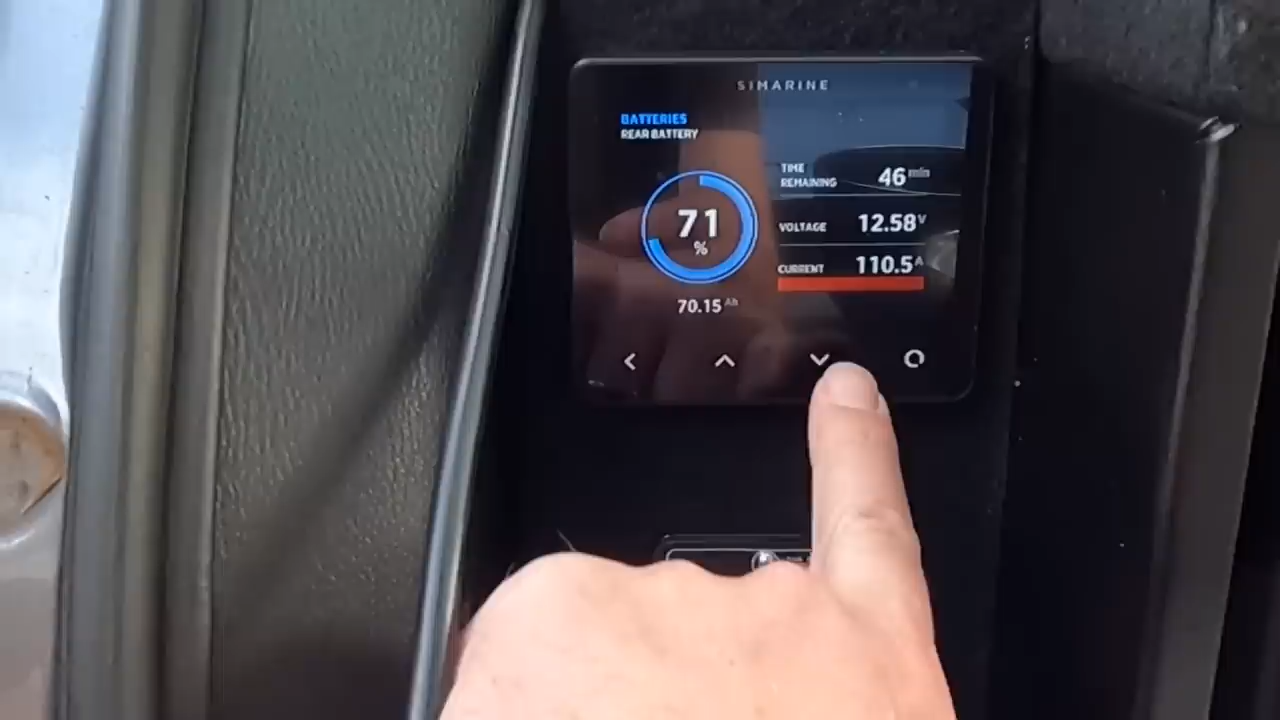 SIMARINE
BATTERIES
REAR BATTERY
71
%
70.15 Ah
TIME
REMAINING
46 min
VOLTAGE
12.58 V
CURRENT
110.5 A